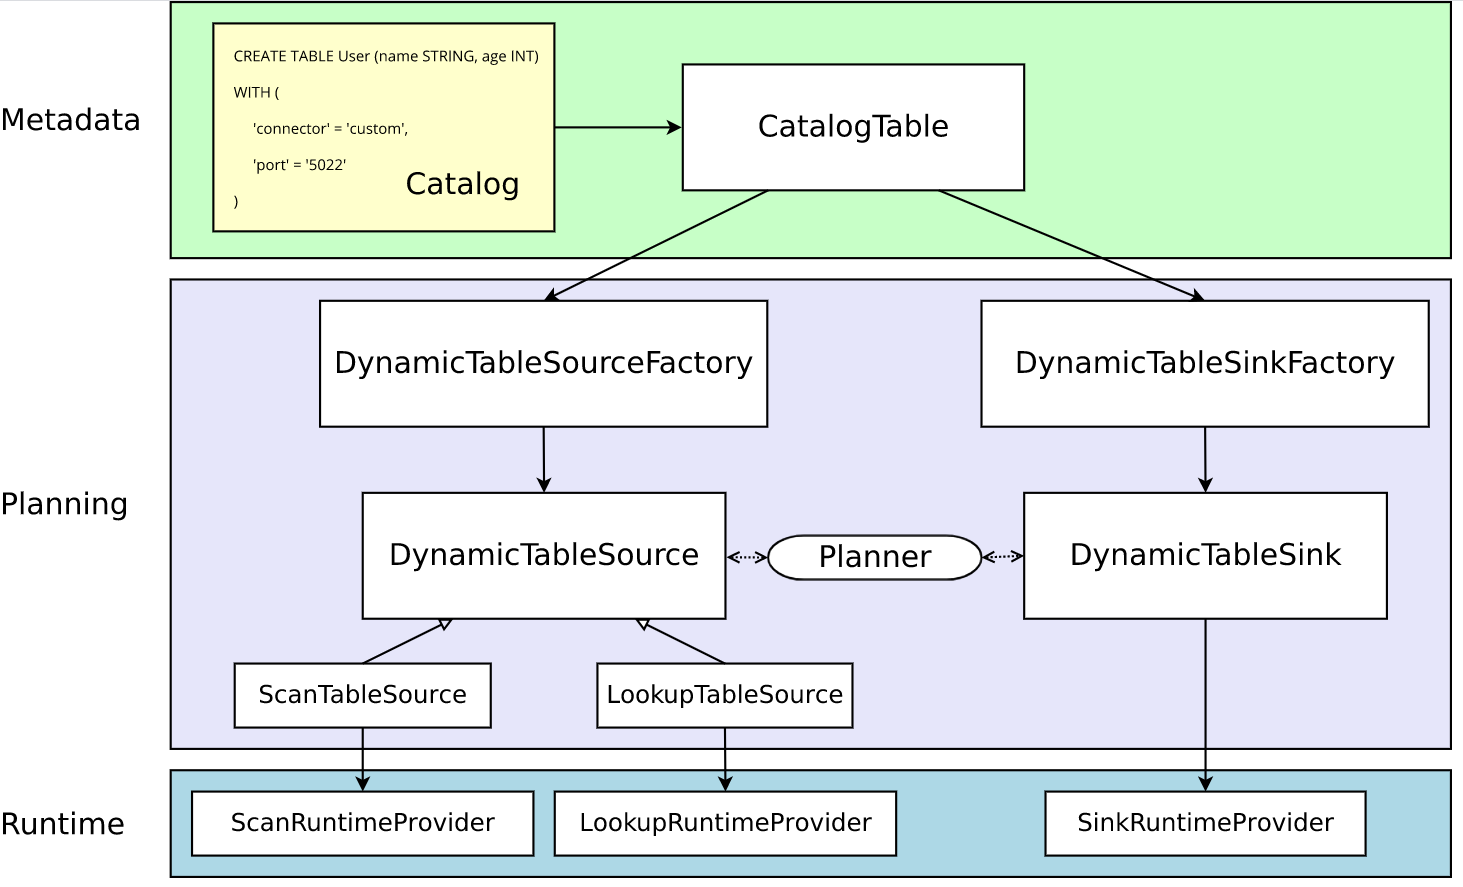 Metadata
CREATE TABLE User (name STRING, age INT)
WITH (
'connector' = 'custom',
'port' = '5022'
)
Catalog
CatalogTable
Planning
DynamicTableSourceFactory
DynamicTableSinkFactory
DynamicTableSource
Planner
DynamicTableSink
ScanTableSource
LookupTableSource
Runtime
ScanRuntimeProvider
LookupRuntimeProvider
SinkRuntimeProvider